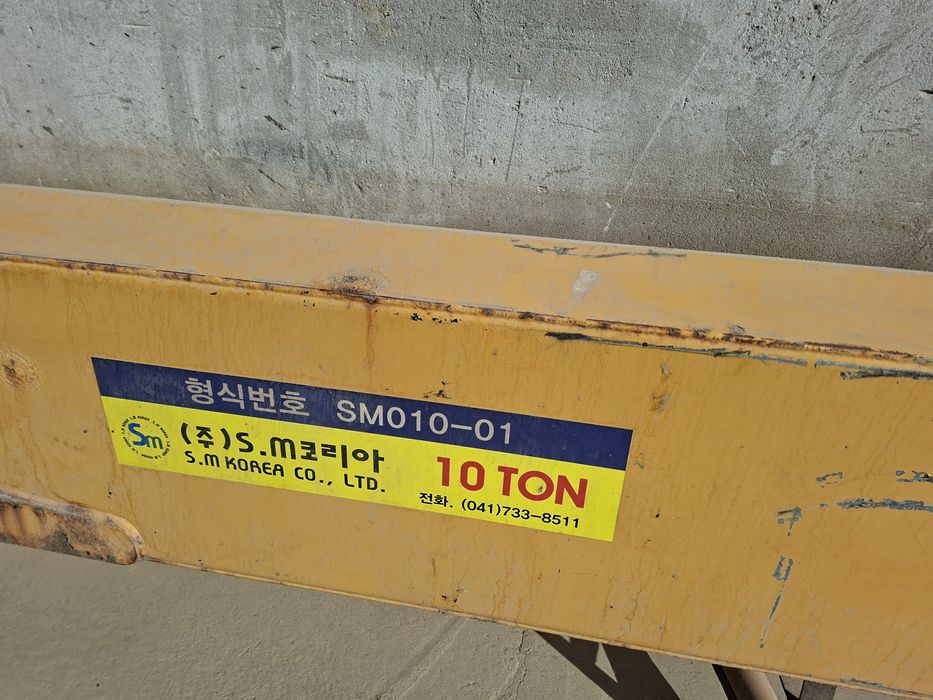 형식번호 SM010-01
Sm
(주)S.M코리아
S.M KOREA CO., LTD.
10 TON
전화. (041)733-8511